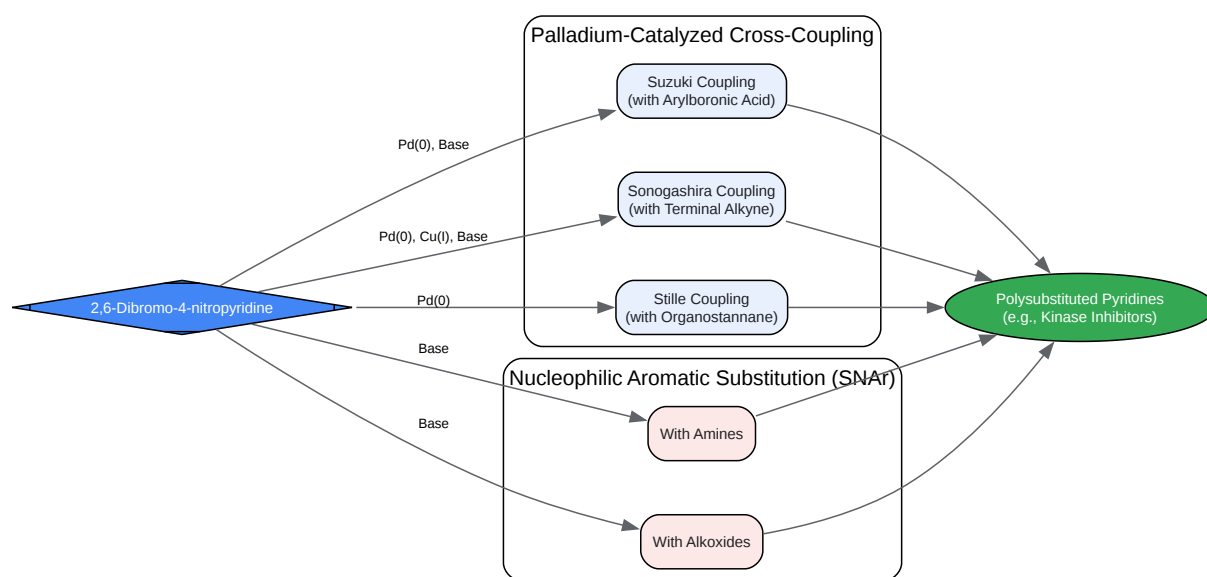 Palladium-Catalyzed Cross-Coupling
Suzuki Coupling
(with Arylboronic Acid)
Pd(0), Base
Sonogashira Coupling
(with Terminal Alkyne)
Pd(0), Cu(I), Base
2,6-Dibromo-4-nitropyridine
Pd(0)
Stille Coupling
(with Organostannane)
Polysubstituted Pyridines
(e.g., Kinase Inhibitors)
Base
Nucleophilic Aromatic Substitution (SNAr)
With Amines
Base
With Alkoxides